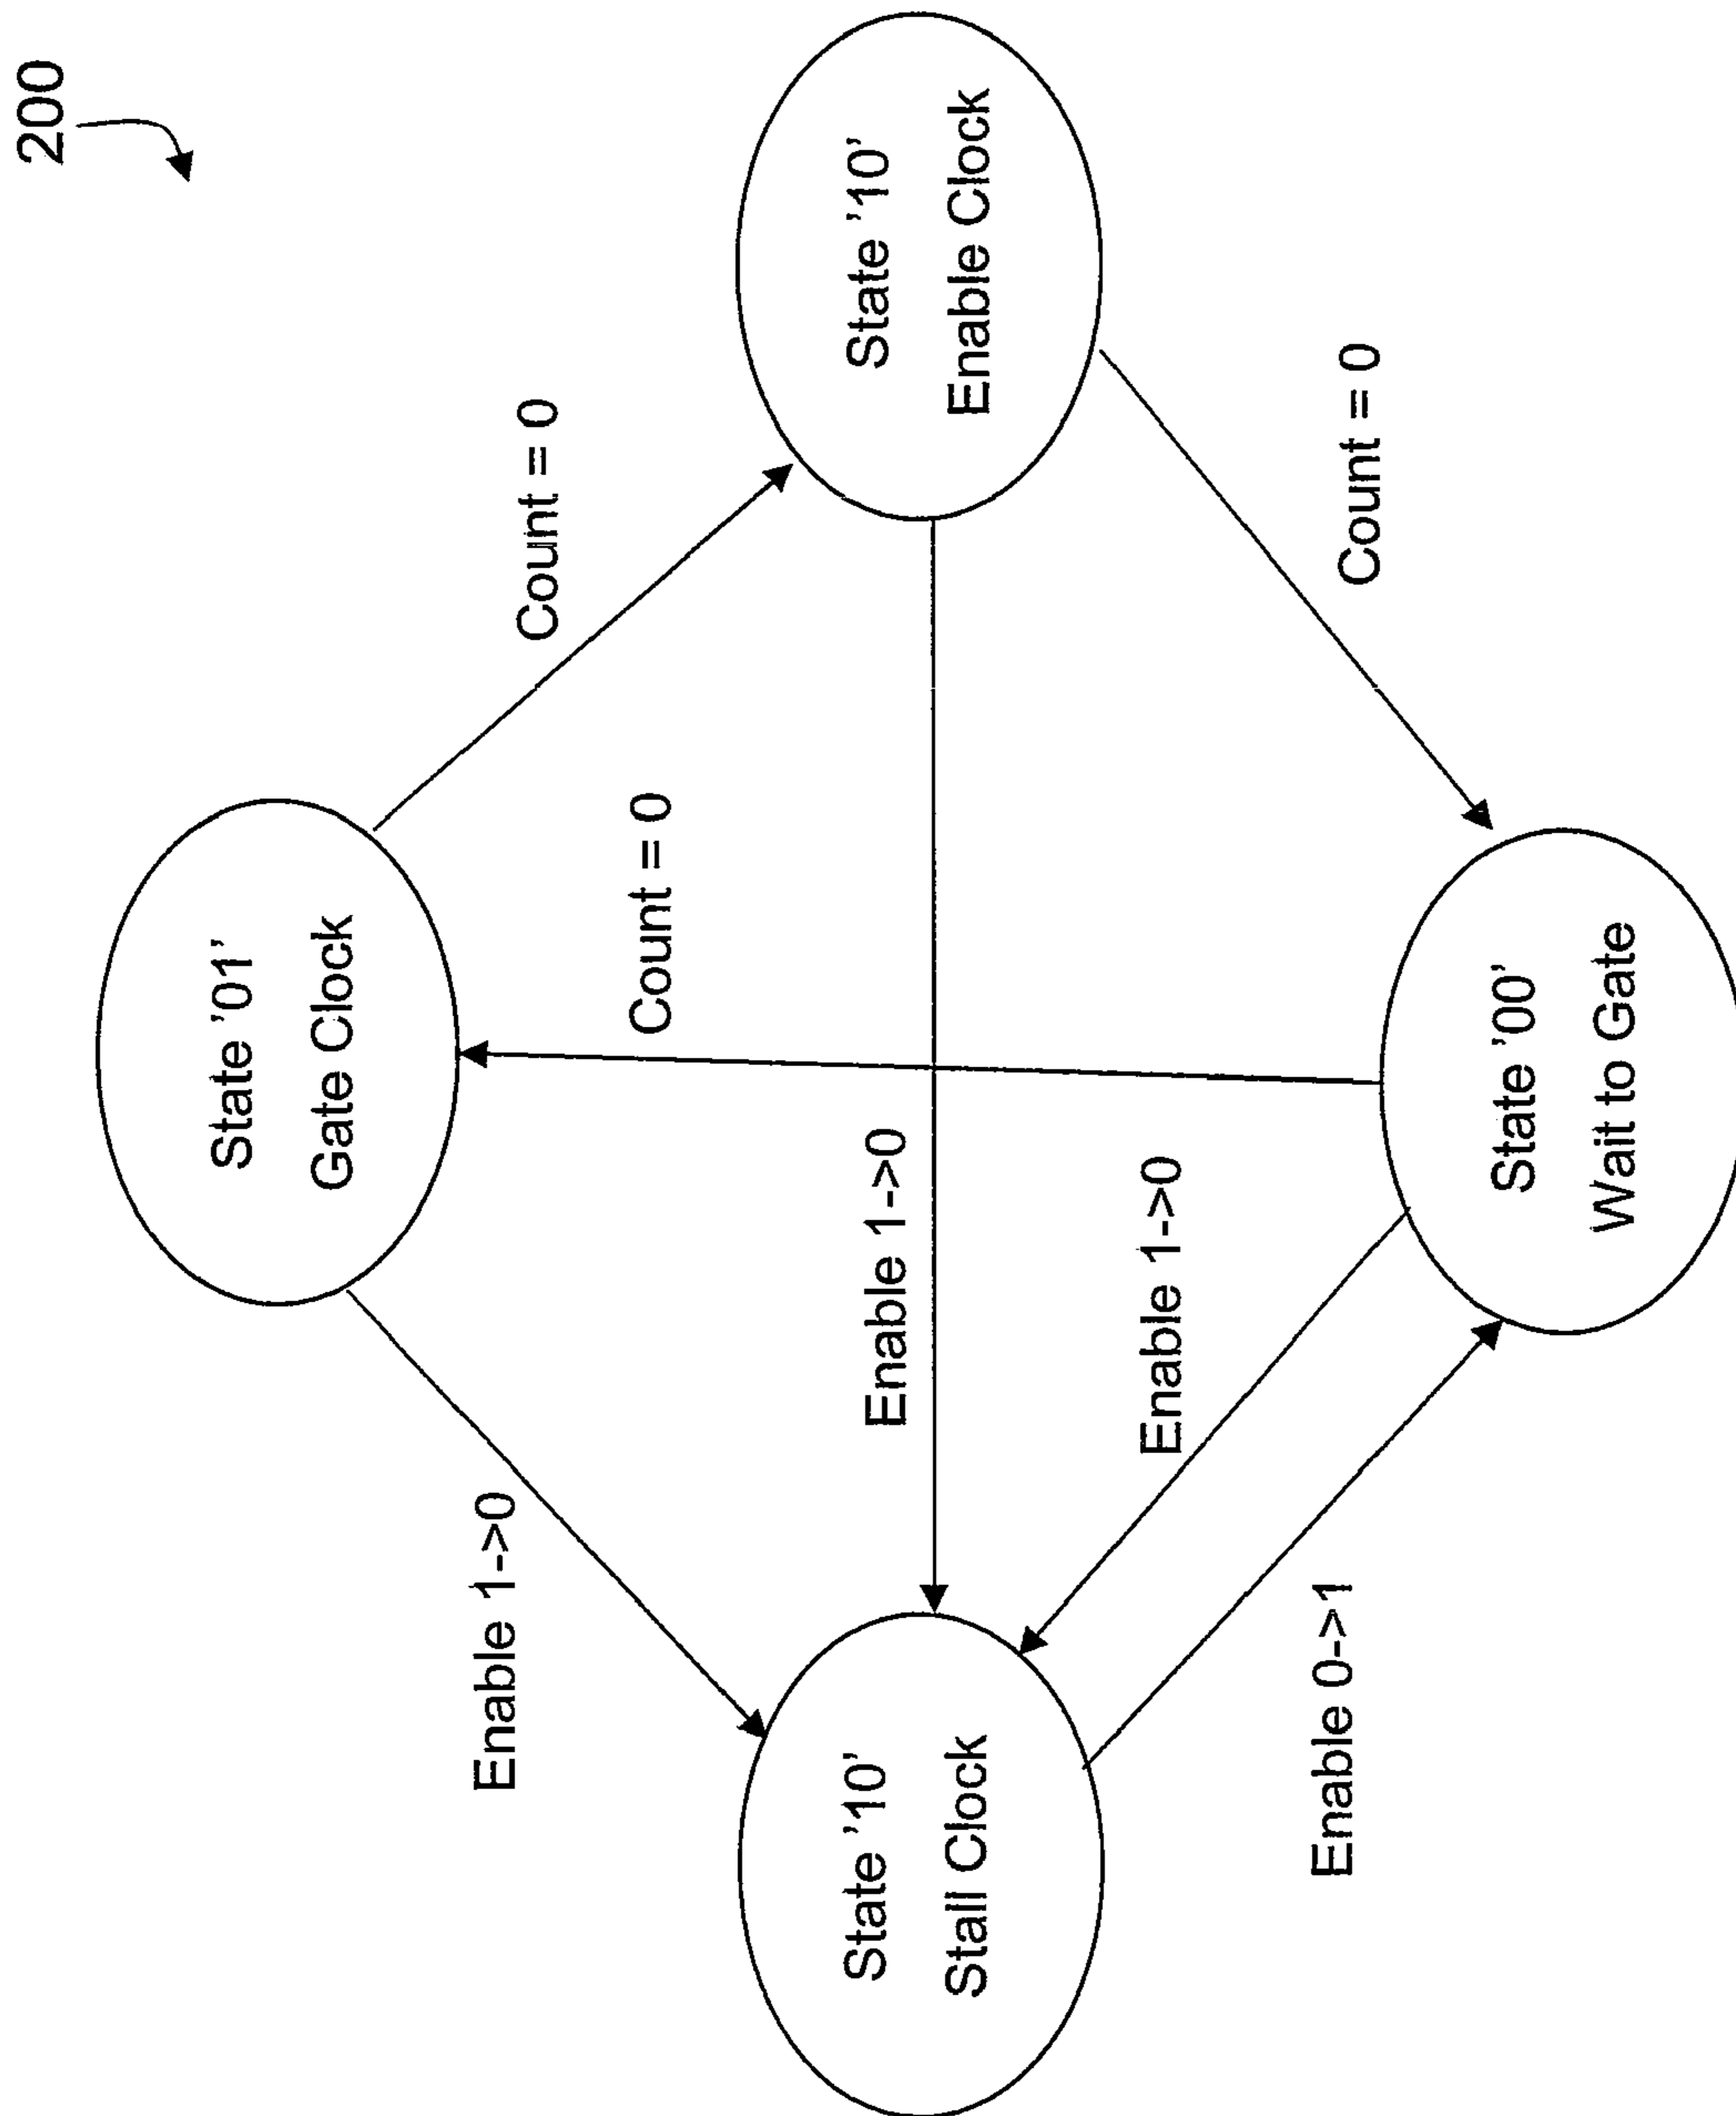 200
State ’01’
Gate Clock
Enable 1->0
Count = 0
Count = 0
State ’10’
Stall Clock
Enable 1->0
State ’10’
Enable Clock
Enable 1->0
Enable 0->1
Count = 0
State ’00’
Wait to Gate